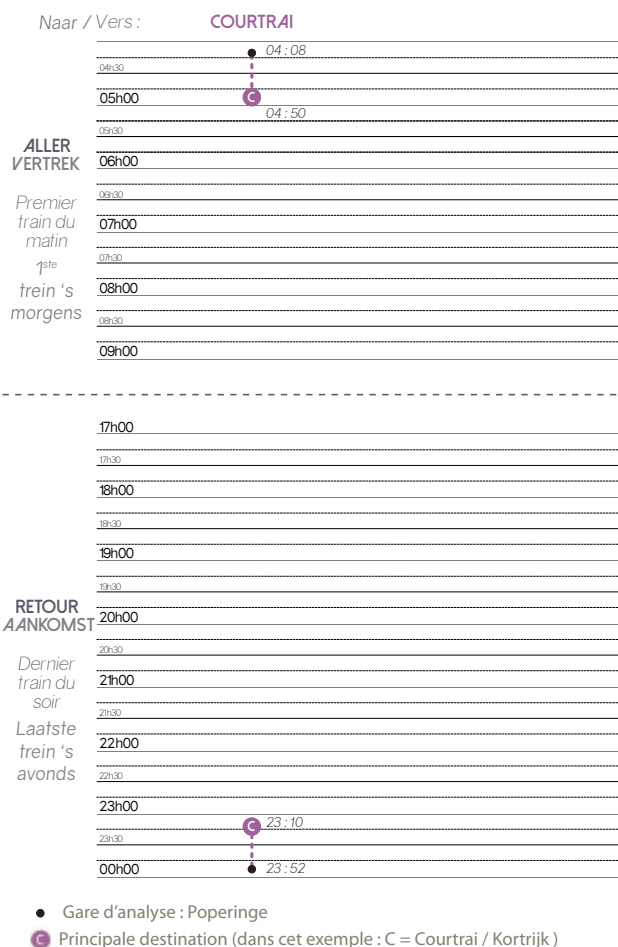 Naar / Vers : COURTRAI
04 : 08
04h30
05h00
C
04 : 50
05h30
ALLER
VERTREK
06h00
Premier
train du
matin
1ste
trein ‘s
morgens
06h30
07h00
07h30
08h00
08h30
09h00
17h00
17h30
18h00
18h30
19h00
19h30
RETOUR
AANKOMST
20h00
Dernier
train du
soir
Laatste
trein ‘s
avonds
20h30
21h00
21h30
22h00
22h30
23h00
C 23 : 10
23h30
00h00 23 : 52
Gare d’analyse : Poperinge
C Principale destination (dans cet exemple : C = Courtrai / Kortrijk )